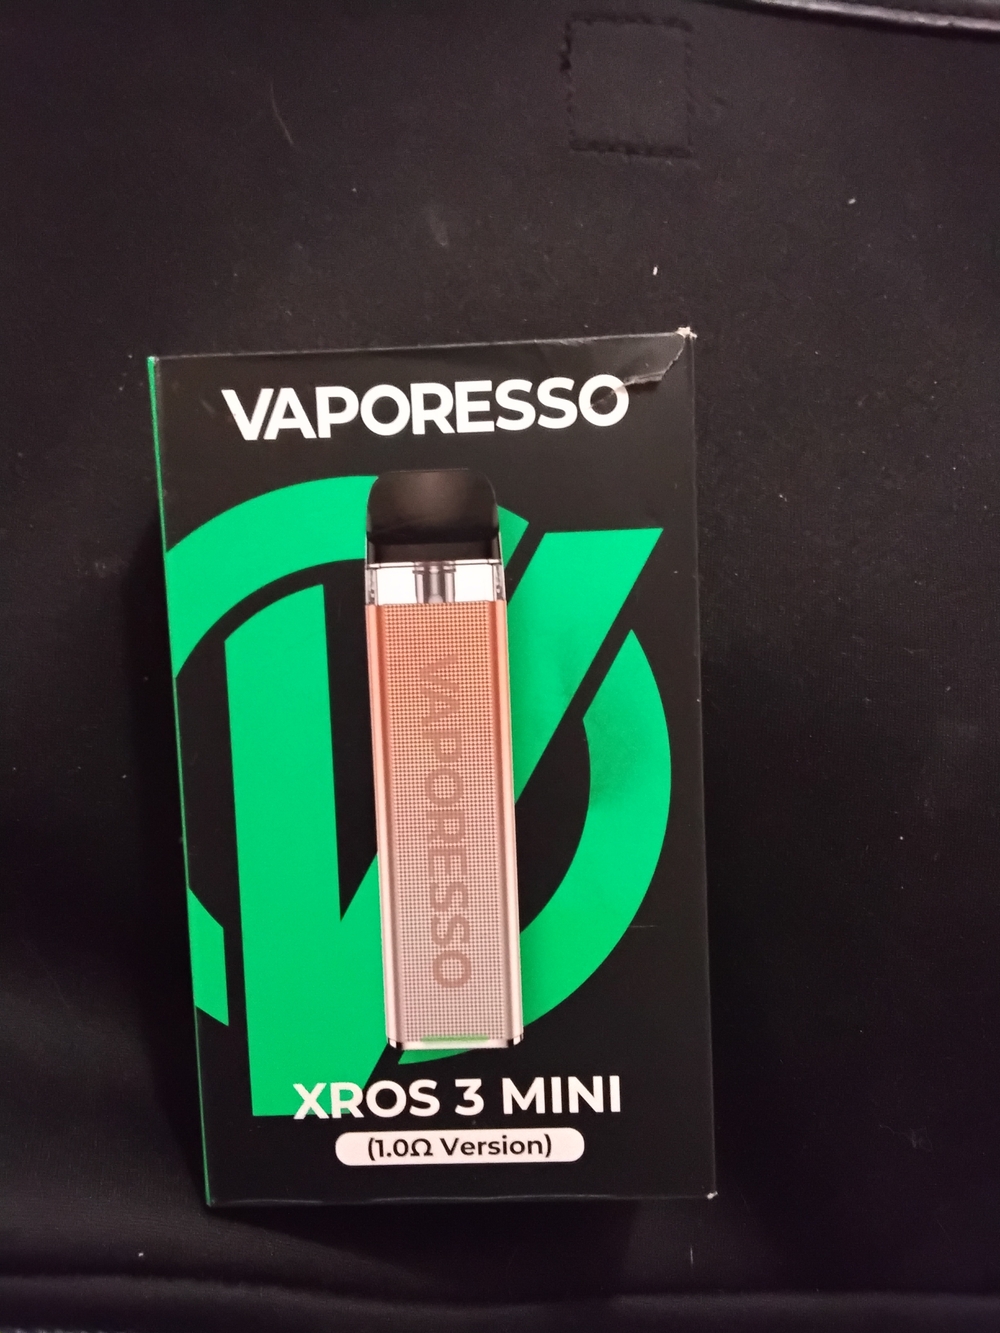 VAPORESSO
VAPORESSO
XROS 3 MINI
(1.0Ω Version)